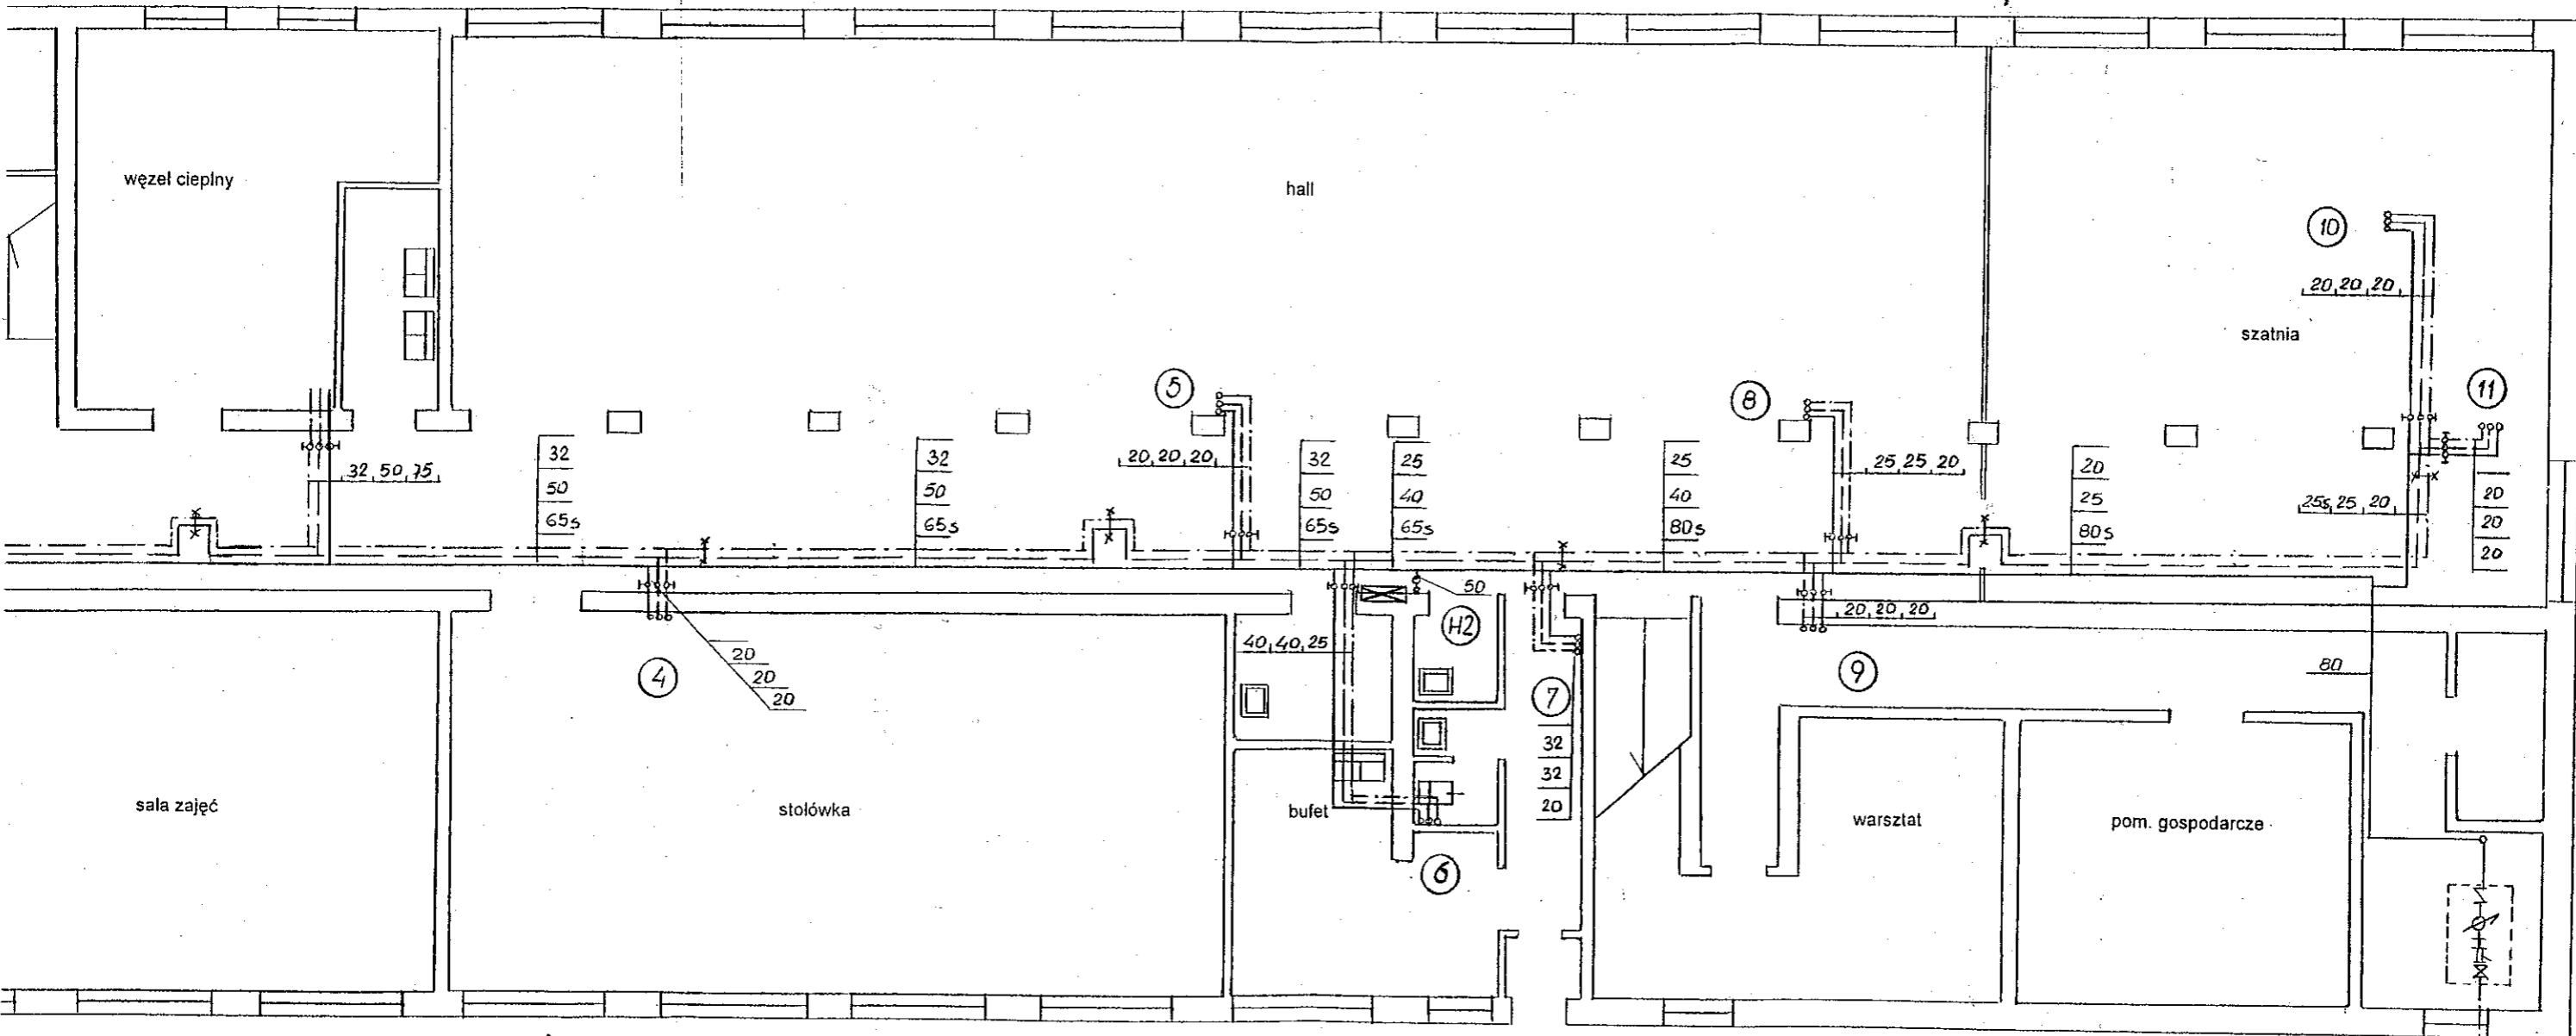 węzeł cieplny
hall
10
20, 20, 20
szatnia
5
8
11
32, 50, 75
32
50
65s
32
50
65s
20, 20, 20
32
50
65s
25
40
65s
25
40
80s
25, 25, 20
20
25
80s
25s, 25, 20
20
20
20
50
H2
20, 20, 20
40, 40, 25
4
20
20
20
7
9
80
32
32
20
sala zajęć
stołówka
bufet
warsztat
pom. gospodarcze
6